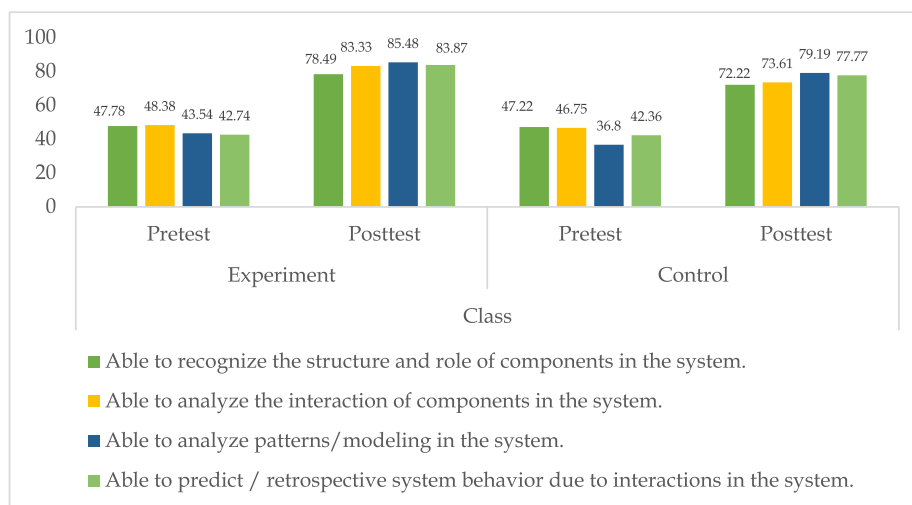 100
80
60
40
20
0
47.78 48.38 43.54 42.74
78.49 83.33 85.48 83.87
47.22 46.75 36.8 42.36
72.22 73.61 79.19 77.77
Pretest Posttest Pretest Posttest
Experiment Control
Class
Able to recognize the structure and role of components in the system.
Able to analyze the interaction of components in the system.
Able to analyze patterns/modeling in the system.
Able to predict / retrospective system behavior due to interactions in the system.